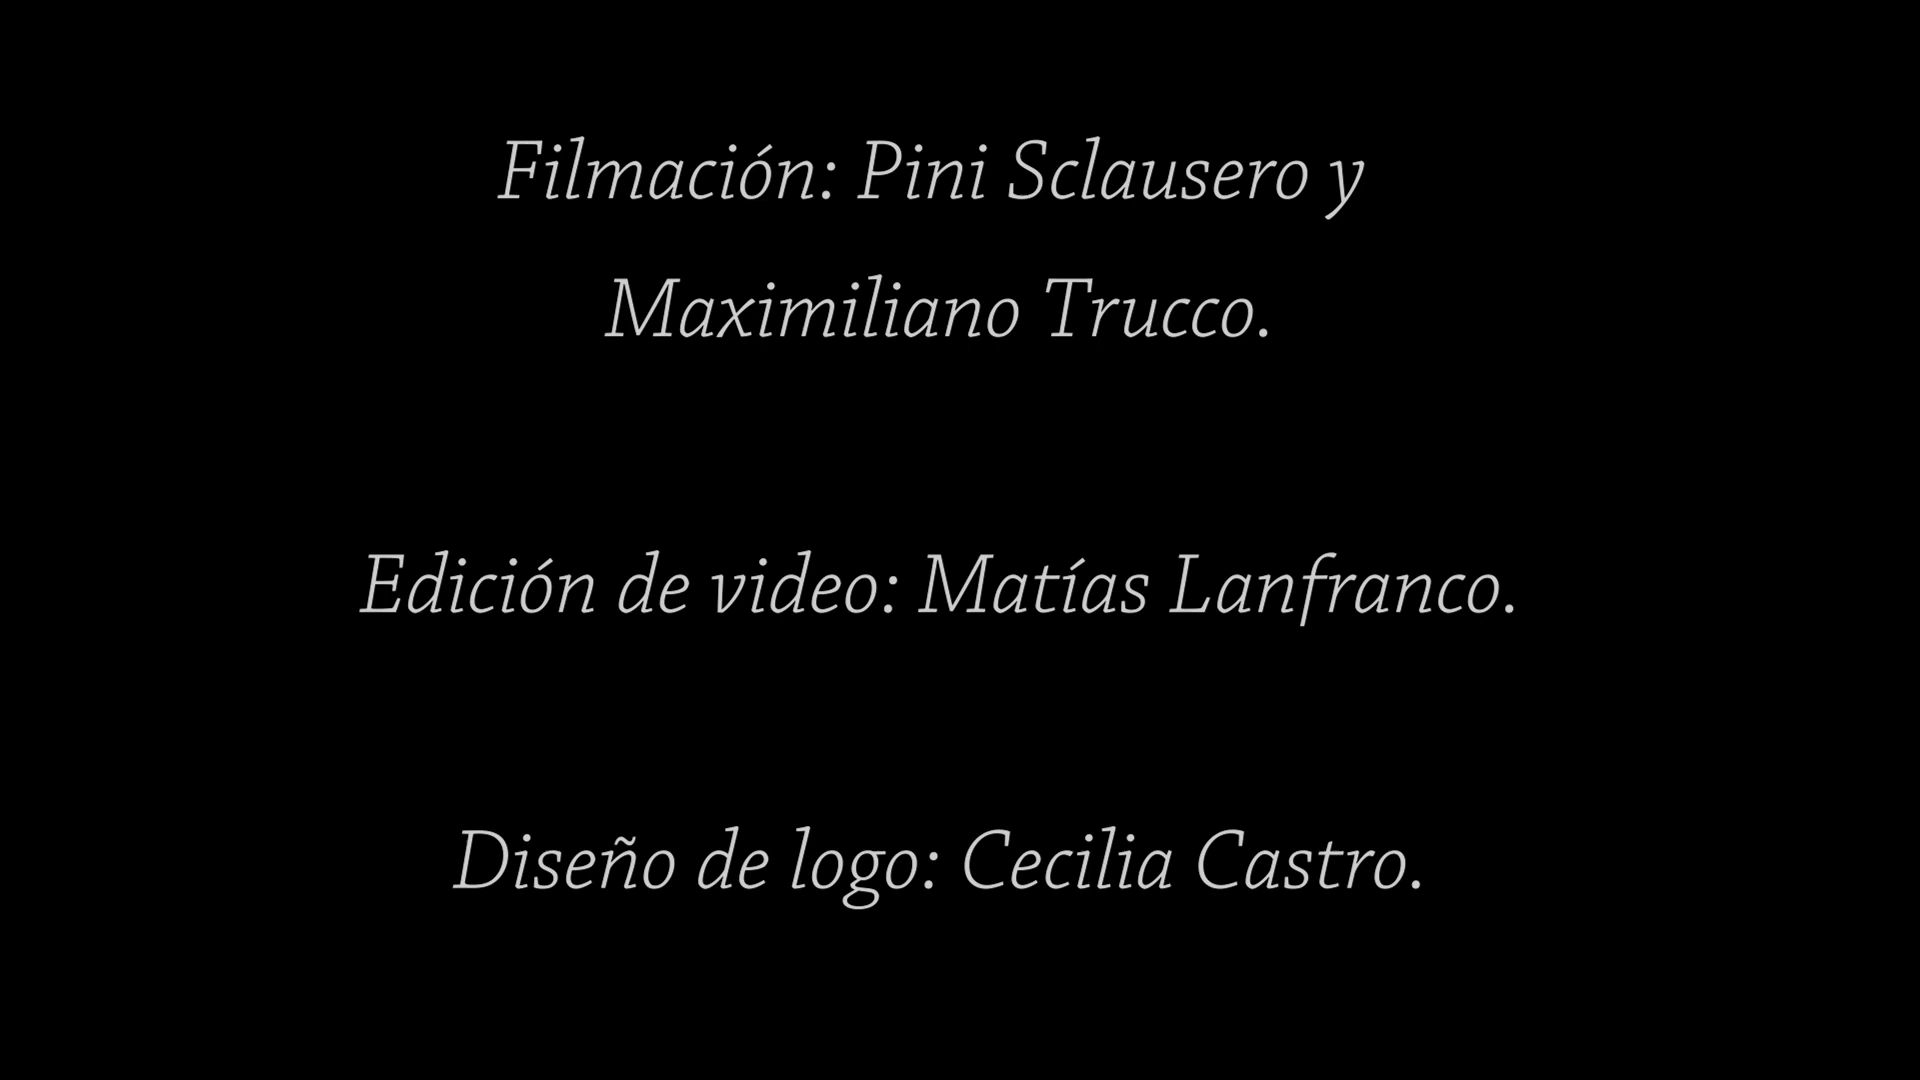 Filmación: Pini Sclausero y
Maximiliano Trucco.
Edición de video: Matías Lanfranco.
Diseño de logo: Cecilia Castro.